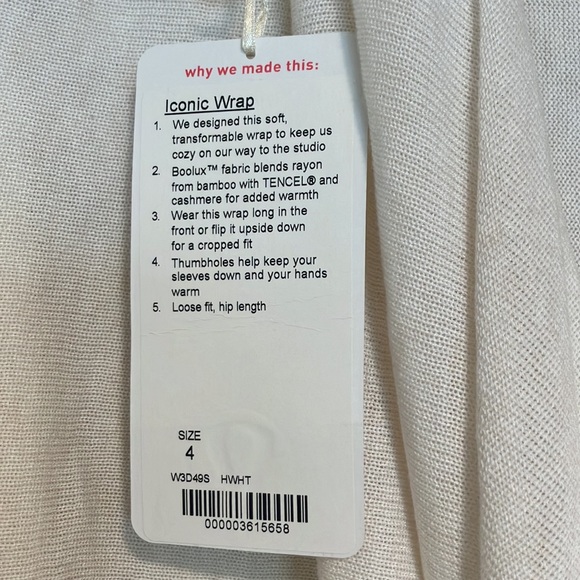 why we made this:
Iconic Wrap
1. We designed this soft,
transformable wrap to keep us
cozy on our way to the studio
2. Boolux™ fabric blends rayon
from bamboo with TENCEL® and
cashmere for added warmth
3. Wear this wrap long in the
front or flip it upside down
for a cropped fit
4. Thumbholes help keep your
sleeves down and your hands
warm
5. Loose fit, hip length
SIZE
4
W3D49S HWHT
000003615658